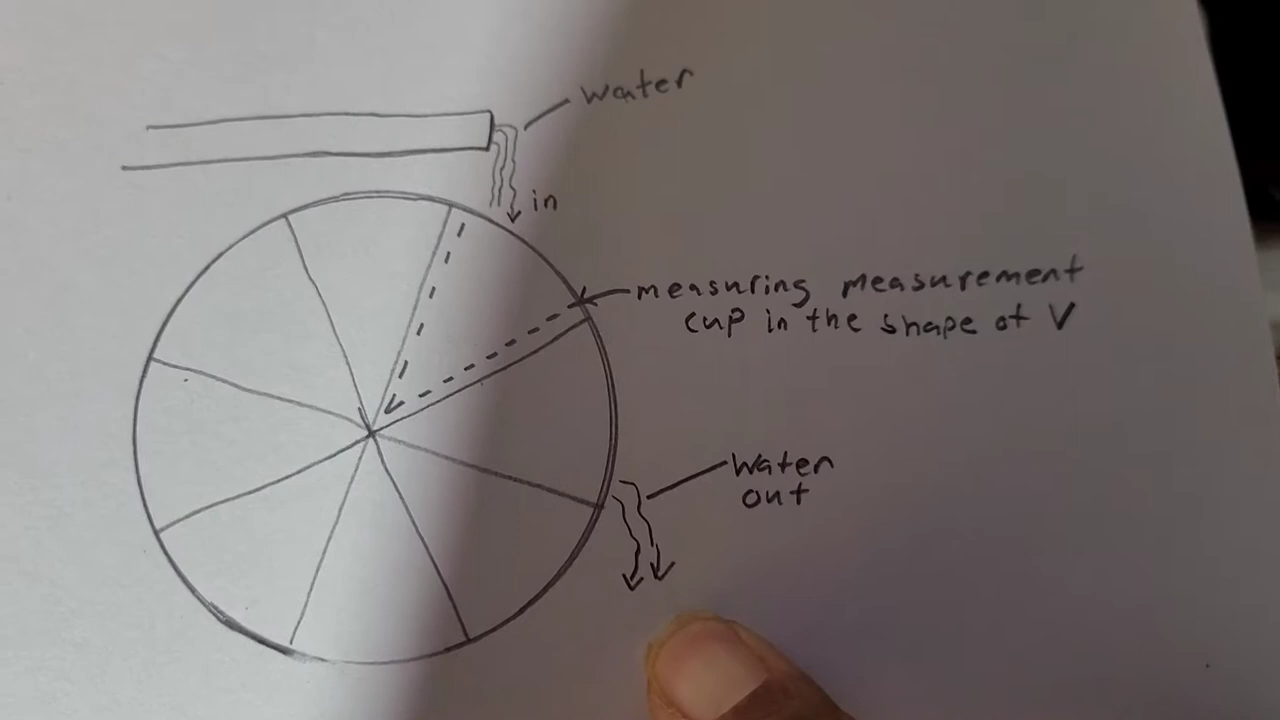 water
in
measuring measurement
cup in the shape of V
Water
out